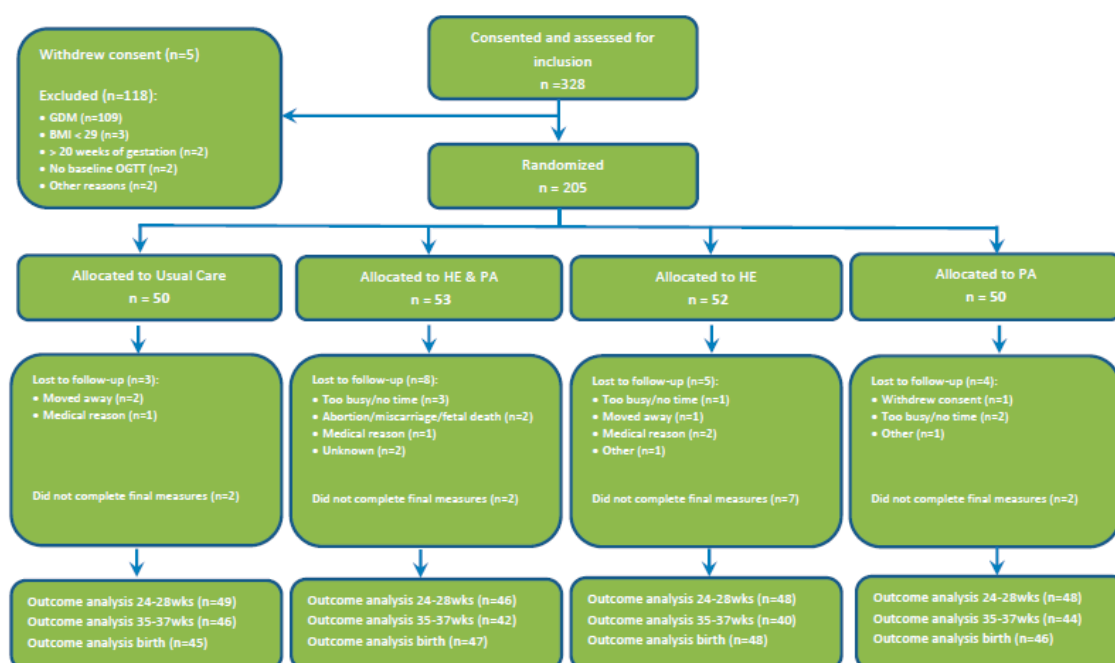 Consented and assessed for
inclusion
n =328
Withdrew consent (n=5)
Excluded (n=118):
• GDM (n=109)
• BMI < 29 (n=3)
• > 20 weeks of gestation (n=2)
• No baseline OGTT (n=2)
• Other reasons (n=2)
Randomized
n = 205
Allocated to Usual Care
n = 50
Allocated to HE & PA
n = 53
Allocated to HE
n = 52
Allocated to PA
n = 50
Lost to follow-up (n=3):
• Moved away (n=2)
• Medical reason (n=1)
Did not complete final measures (n=2)
Lost to follow-up (n=8):
• Too busy/no time (n=3)
• Abortion/miscarriage/fetal death (n=2)
• Medical reason (n=1)
• Unknown (n=2)
Did not complete final measures (n=2)
Lost to follow-up (n=5):
• Too busy/no time (n=1)
• Moved away (n=1)
• Medical reason (n=2)
• Other (n=1)
Did not complete final measures (n=7)
Lost to follow-up (n=4):
• Withdrew consent (n=1)
• Too busy/no time (n=2)
• Other (n=1)
Did not complete final measures (n=2)
Outcome analysis 24-28wks (n=49)
Outcome analysis 35-37wks (n=46)
Outcome analysis birth (n=45)
Outcome analysis 24-28wks (n=46)
Outcome analysis 35-37wks (n=42)
Outcome analysis birth (n=47)
Outcome analysis 24-28wks (n=48)
Outcome analysis 35-37wks (n=40)
Outcome analysis birth (n=48)
Outcome analysis 24-28wks (n=48)
Outcome analysis 35-37wks (n=44)
Outcome analysis birth (n=46)